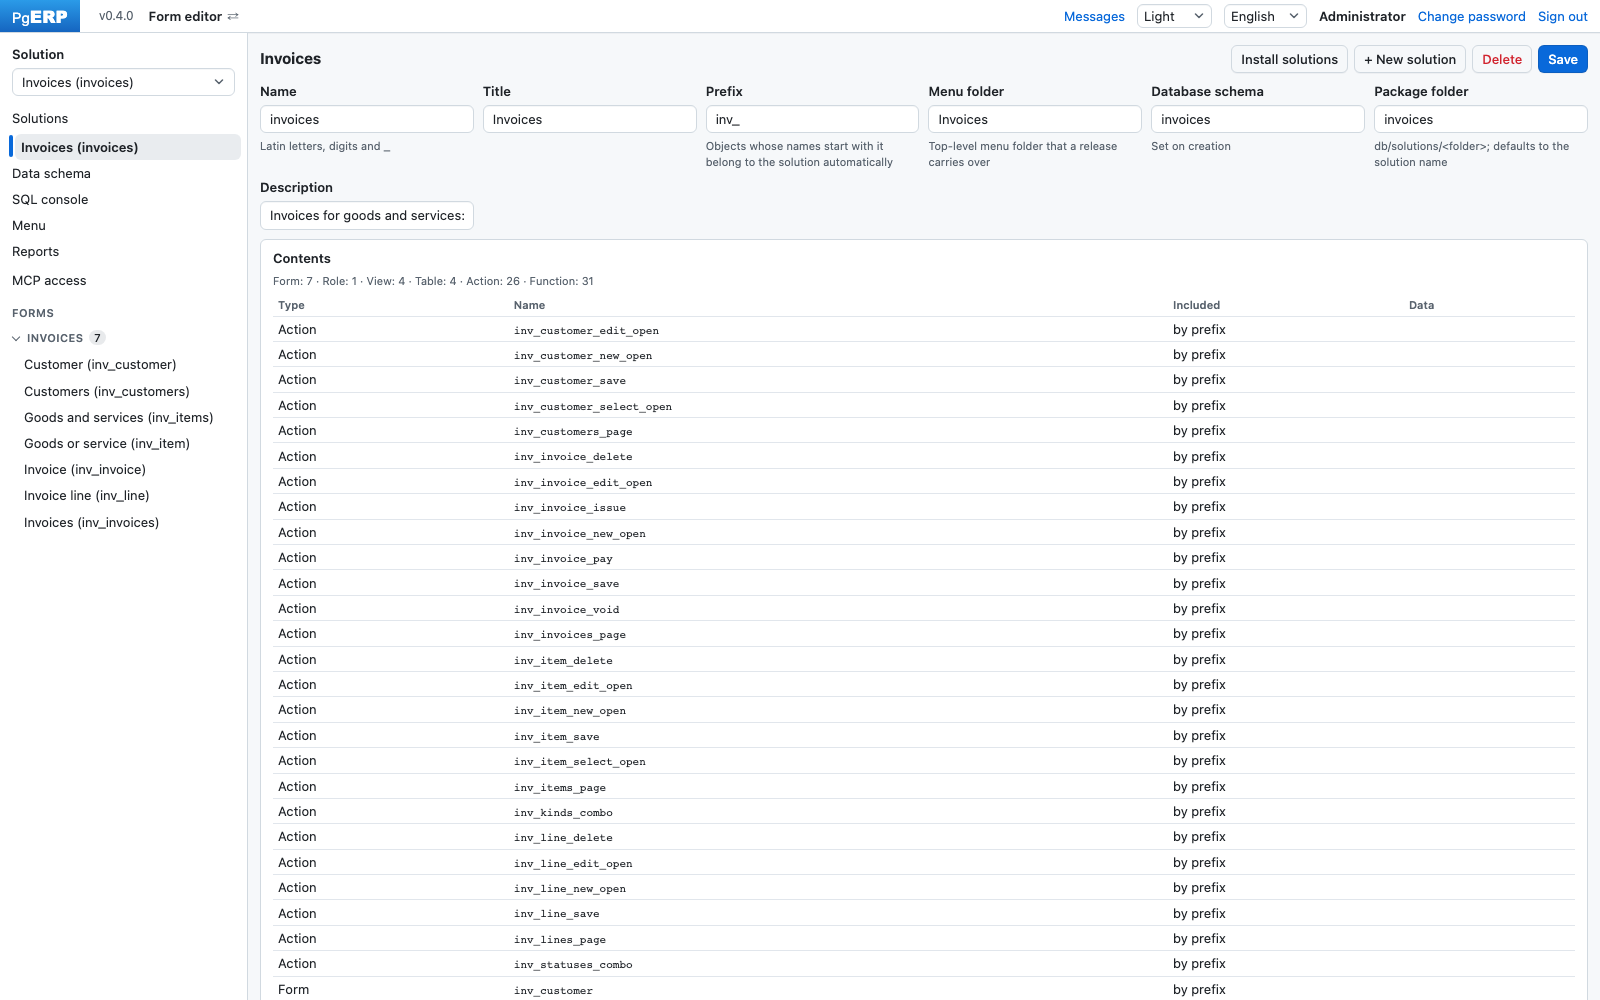 PgERP v0.4.0 Form editor ⇄ Messages Light English Administrator Change password Sign out
Solution
Invoices (invoices)
Solutions
Invoices (invoices)
Data schema
SQL console
Menu
Reports
MCP access
FORMS
INVOICES 7
Customer (inv_customer)
Customers (inv_customers)
Goods and services (inv_items)
Goods or service (inv_item)
Invoice (inv_invoice)
Invoice line (inv_line)
Invoices (inv_invoices)
Invoices Install solutions + New solution Delete Save
Name Title Prefix Menu folder Database schema Package folder
invoices Invoices inv_ Invoices invoices invoices
Latin letters, digits and _ Objects whose names start with it Top-level menu folder that a release Set on creation db/solutions/<folder>; defaults to the
belong to the solution automatically carries over solution name
Description
Invoices for goods and services:
Contents
Form: 7 · Role: 1 · View: 4 · Table: 4 · Action: 26 · Function: 31
Type Name Included Data
Action inv_customer_edit_open by prefix
Action inv_customer_new_open by prefix
Action inv_customer_save by prefix
Action inv_customer_select_open by prefix
Action inv_customers_page by prefix
Action inv_invoice_delete by prefix
Action inv_invoice_edit_open by prefix
Action inv_invoice_issue by prefix
Action inv_invoice_new_open by prefix
Action inv_invoice_pay by prefix
Action inv_invoice_save by prefix
Action inv_invoice_void by prefix
Action inv_invoices_page by prefix
Action inv_item_delete by prefix
Action inv_item_edit_open by prefix
Action inv_item_new_open by prefix
Action inv_item_save by prefix
Action inv_item_select_open by prefix
Action inv_items_page by prefix
Action inv_kinds_combo by prefix
Action inv_line_delete by prefix
Action inv_line_edit_open by prefix
Action inv_line_new_open by prefix
Action inv_line_save by prefix
Action inv_lines_page by prefix
Action inv_statuses_combo by prefix
Form inv_customer by prefix